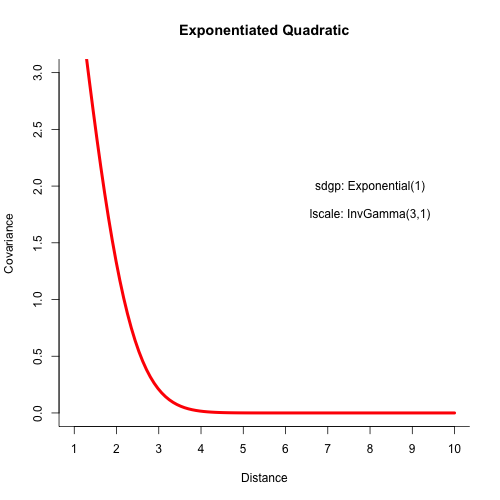 Exponentiated Quadratic
3.0
2.5
2.0
1.5
1.0
0.5
0.0
Covariance
sdgp: Exponential(1)
lscale: InvGamma(3,1)
1 2 3 4 5 6 7 8 9 10
Distance